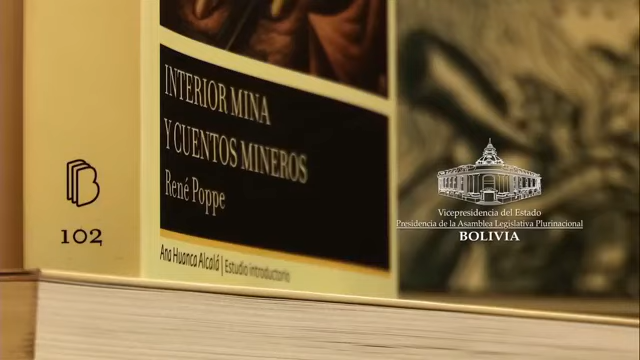 INTERIOR MINA
Y CUENTOS MINEROS
René Poppe
Ana Huanca Alcalá | Estudio introductorio
B
102
Vicepresidencia del Estado
Presidencia de la Asamblea Legislativa Plurinacional
BOLIVIA